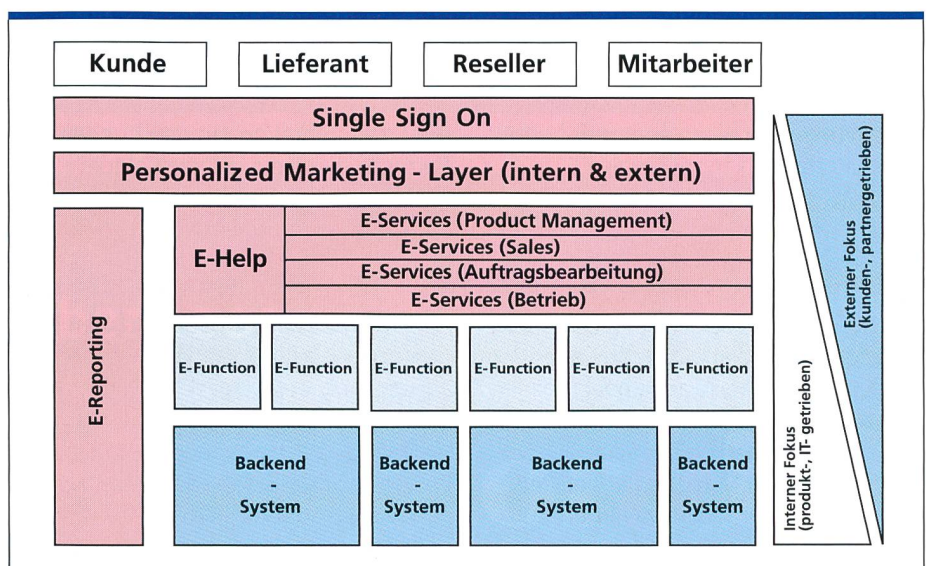 Kunde
Lieferant
Reseller
Mitarbeiter
Single Sign On
Personalized Marketing - Layer (intern & extern)
E-Reporting
E-Help
E-Services (Product Management)
E-Services (Sales)
E-Services (Auftragsbearbeitung)
E-Services (Betrieb)
E-Function
E-Function
E-Function
E-Function
E-Function
E-Function
Backend
-
System
Backend
-
System
Backend
-
System
Backend
-
System
Interner Fokus
(produkt-, IT- getrieben)
Externer Fokus
(kunden-, partnergetrieben)